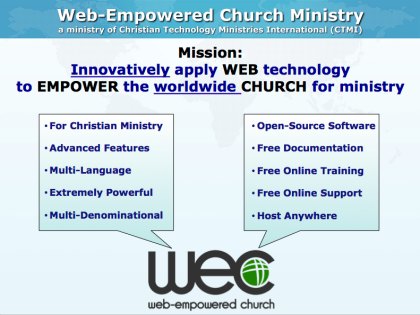 Web-Empowered Church Ministry
a ministry of Christian Technology Ministries International (CTMI)
Mission:
Innovatively apply WEB technology
to EMPOWER the worldwide CHURCH for ministry
• For Christian Ministry
• Advanced Features
• Multi-Language
• Extremely Powerful
• Multi-Denominational
• Open-Source Software
• Free Documentation
• Free Online Training
• Free Online Support
• Host Anywhere
wec
web-empowered church